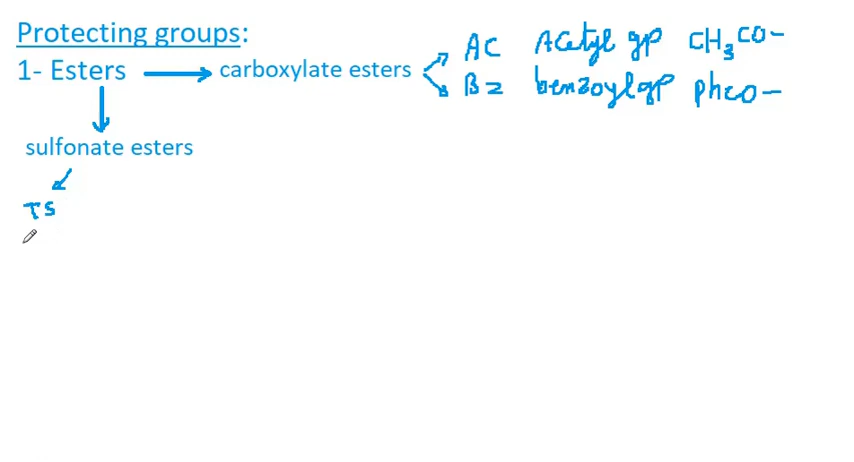 Protecting groups:
1- Esters → carboxylate esters
AC Acetyl gp CH₃CO-
Bz benzoyl gp phco-
sulfonate esters
TS